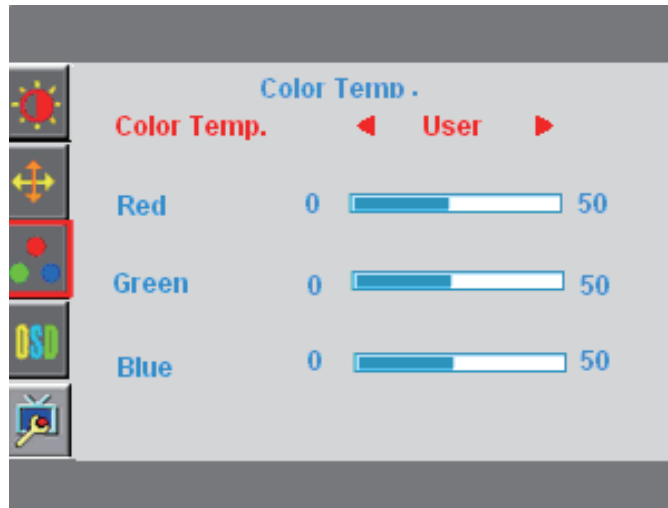 Color Temp .
Color Temp. User
Red 0 50
Green 0 50
OSD
Blue 0 50